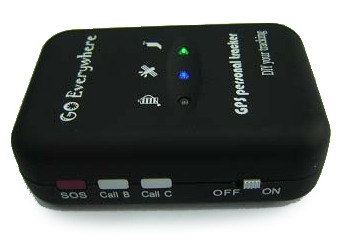 GO Everywhere
GPS personal tracker
DIY your tracking
SOS
Call B
Call C
OFF
ON